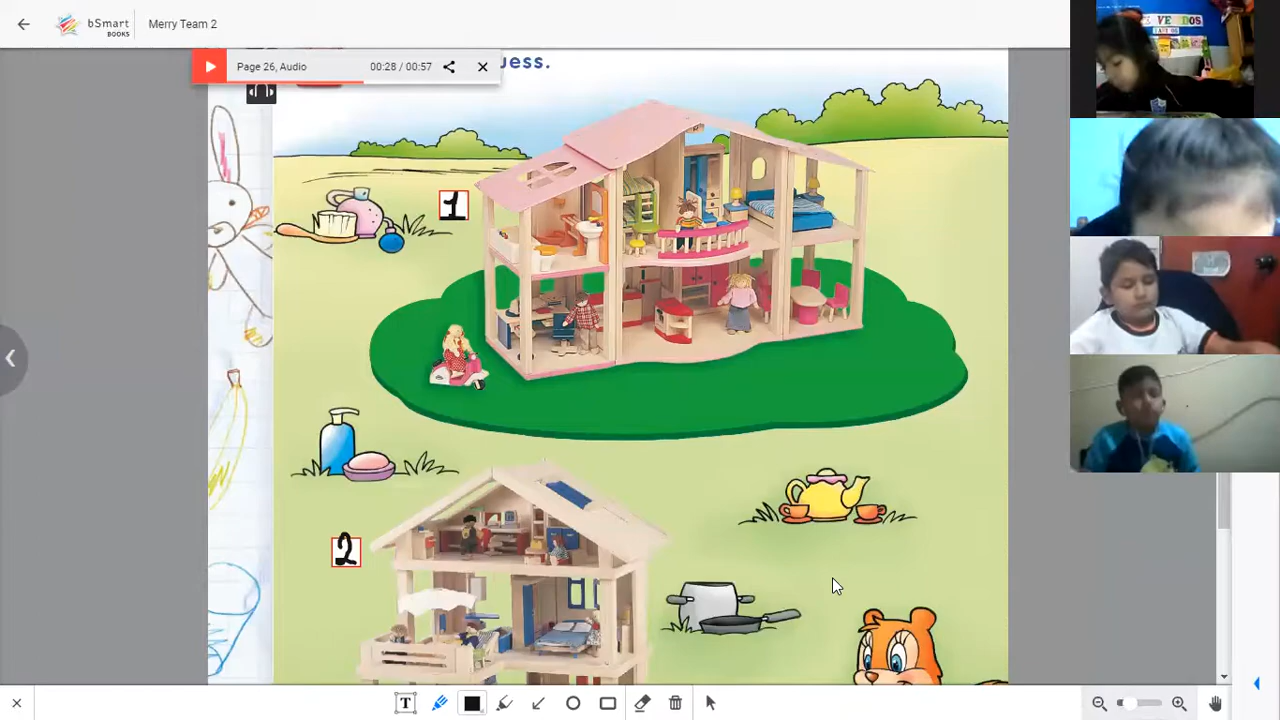 bSmart
BOOKS
Merry Team 2
Page 26, Audio
00:28 / 00:57
uess.
1
2
T